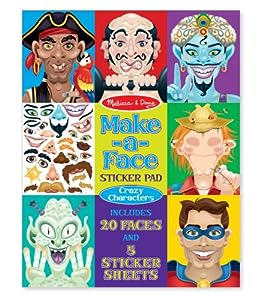 Melissa & Doug
Make
-a-
Face
STICKER PAD
Crazy
Characters
INCLUDES
20 FACES
AND
5 STICKER
SHEETS